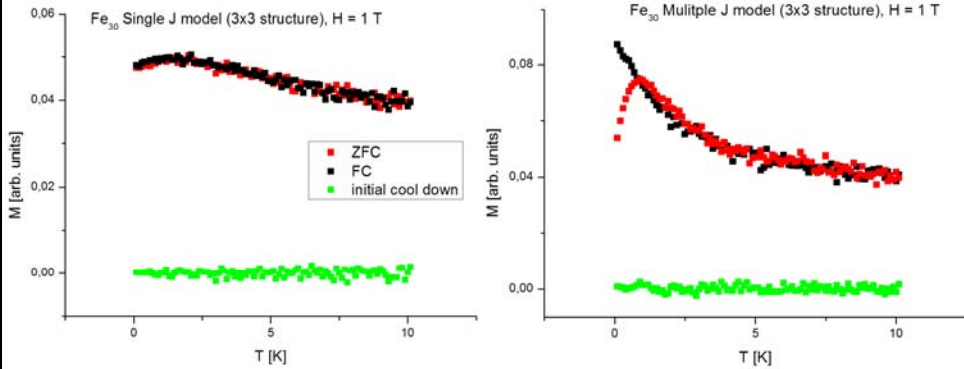 Fe30 Single J model (3x3 structure), H = 1 T
0,06
0,04
0,02
0,00
M [arb. units]
ZFC
FC
initial cool down
0
5
10
T [K]
Fe30 Mulitple J model (3x3 structure), H = 1 T
0,08
0,04
0,00
M [arb. units]
0
5
10
T [K]